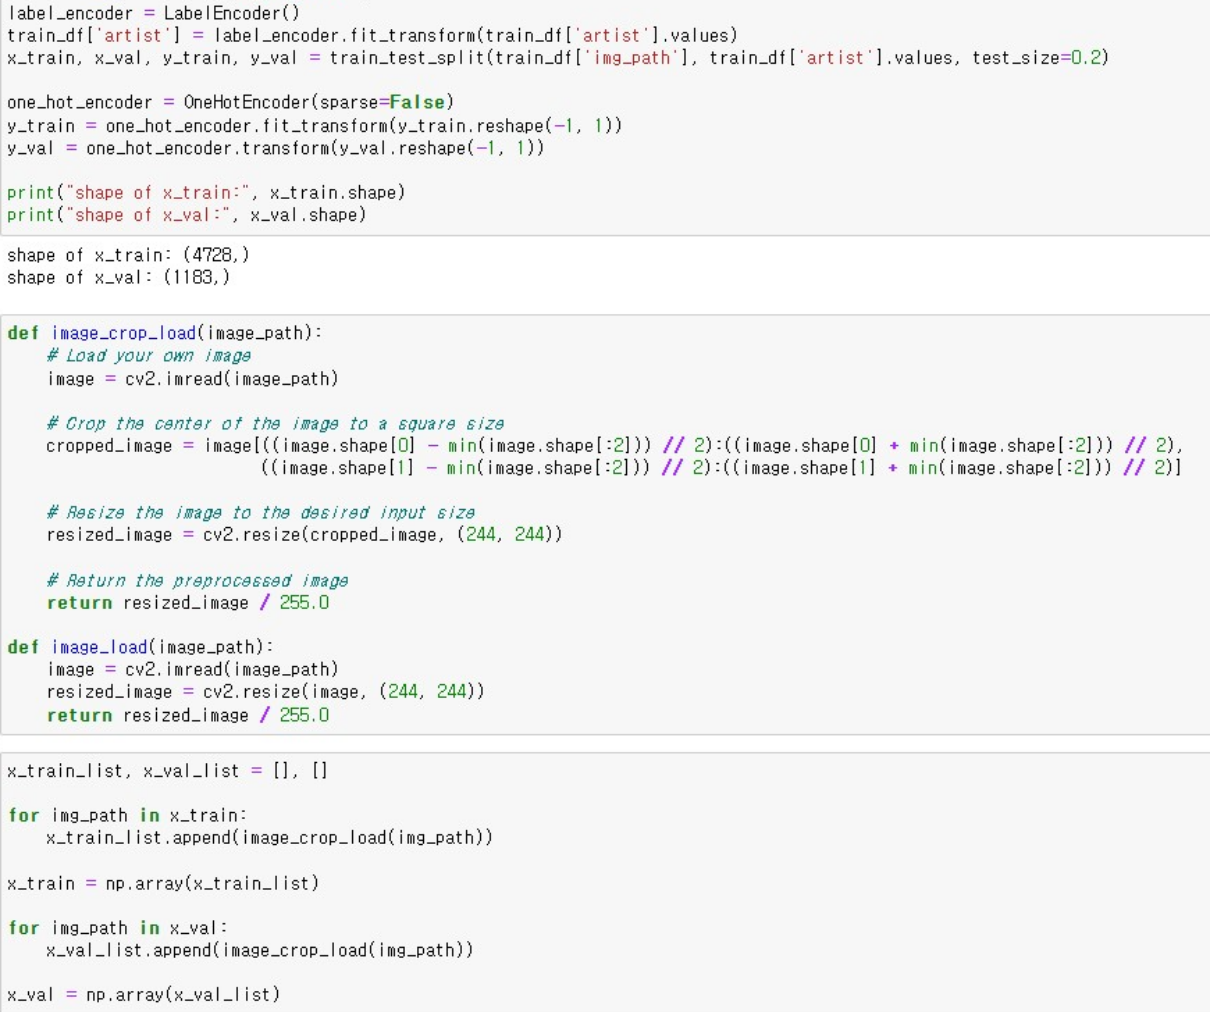 label_encoder = LabelEncoder()
train_df['artist'] = label_encoder.fit_transform(train_df['artist'].values)
x_train, x_val, y_train, y_val = train_test_split(train_df['img_path'], train_df['artist'].values, test_size=0.2)
one_hot_encoder = OneHotEncoder(sparse=False)
y_train = one_hot_encoder.fit_transform(y_train.reshape(-1, 1))
y_val = one_hot_encoder.transform(y_val.reshape(-1, 1))
print("shape of x_train:", x_train.shape)
print("shape of x_val:", x_val.shape)
shape of x_train: (4728,)
shape of x_val: (1183,)
def image_crop_load(image_path):
    # Load your own image
    image = cv2.imread(image_path)
    # Crop the center of the image to a square size
    cropped_image = image[((image.shape[0] - min(image.shape[:2])) // 2):((image.shape[0] + min(image.shape[:2])) // 2),
                          ((image.shape[1] - min(image.shape[:2])) // 2):((image.shape[1] + min(image.shape[:2])) // 2)]
    # Resize the image to the desired input size
    resized_image = cv2.resize(cropped_image, (244, 244))
    # Return the preprocessed image
    return resized_image / 255.0
def image_load(image_path):
    image = cv2.imread(image_path)
    resized_image = cv2.resize(image, (244, 244))
    return resized_image / 255.0
x_train_list, x_val_list = [], []
for img_path in x_train:
    x_train_list.append(image_crop_load(img_path))
x_train = np.array(x_train_list)
for img_path in x_val:
    x_val_list.append(image_crop_load(img_path))
x_val = np.array(x_val_list)